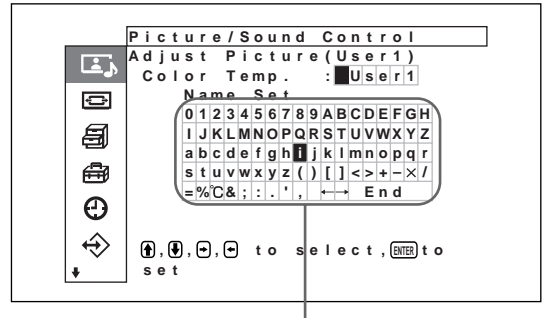 Picture/Sound Control
Adjust Picture(User1)
Color Temp. : User1
Name Set
0123456789ABCDEFGH
IJKLMNOPQRSTUVWXYZ
abcdefghijklmnopqr
stuvwxyz()[]<>+−×/
=%℃&;:.', ←→ End
↑,↓,→,← to select,ENTER to
set